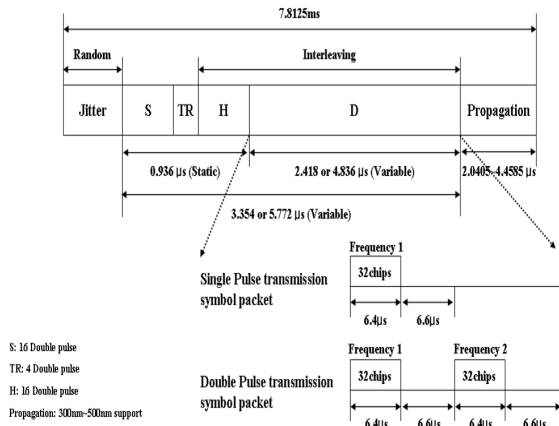 7.8125ms
Random
Interleaving
Jitter S TR H D Propagation
0.936 µs (Static)
2.418 or 4.836 µs (Variable)
2.0405~4.4585 µs
3.354 or 5.772 µs (Variable)
Single Pulse transmission
symbol packet
Frequency 1
32chips
6.4µs 6.6µs
S: 16 Double pulse
TR: 4 Double pulse
H: 16 Double pulse
Propagation: 300nm~500nm support
Double Pulse transmission
symbol packet
Frequency 1 Frequency 2
32chips 32chips
6.4µs 6.6µs 6.4µs 6.6µs